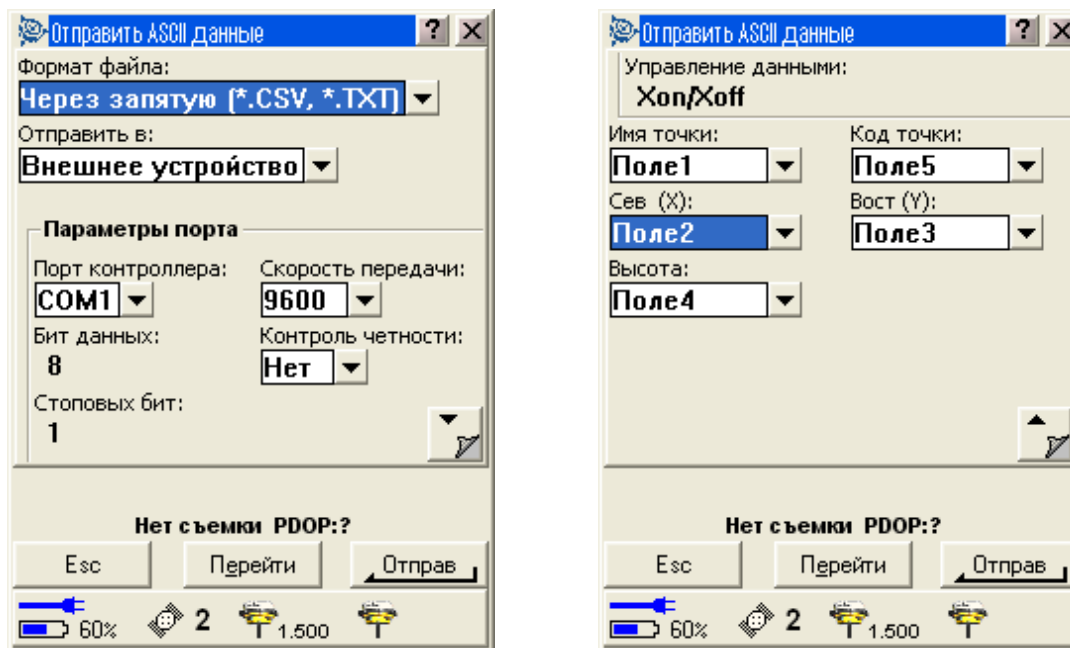 Отправить ASCII данные ? X
Формат файла:
Через запятую (*.CSV, *.TXT)
Отправить в:
Внешнее устройство
Параметры порта
Порт контроллера: Скорость передачи:
COM1 9600
Бит данных: Контроль четности:
8 Нет
Стоповых бит:
1
Нет съемки PDOP:?
Esc Перейти Отправ
60% 2 1.500
Отправить ASCII данные ? X
Управление данными:
Xon/Xoff
Имя точки: Код точки:
Поле1 Поле5
Сев (X): Вост (Y):
Поле2 Поле3
Высота:
Поле4
Нет съемки PDOP:?
Esc Перейти Отправ
60% 2 1.500